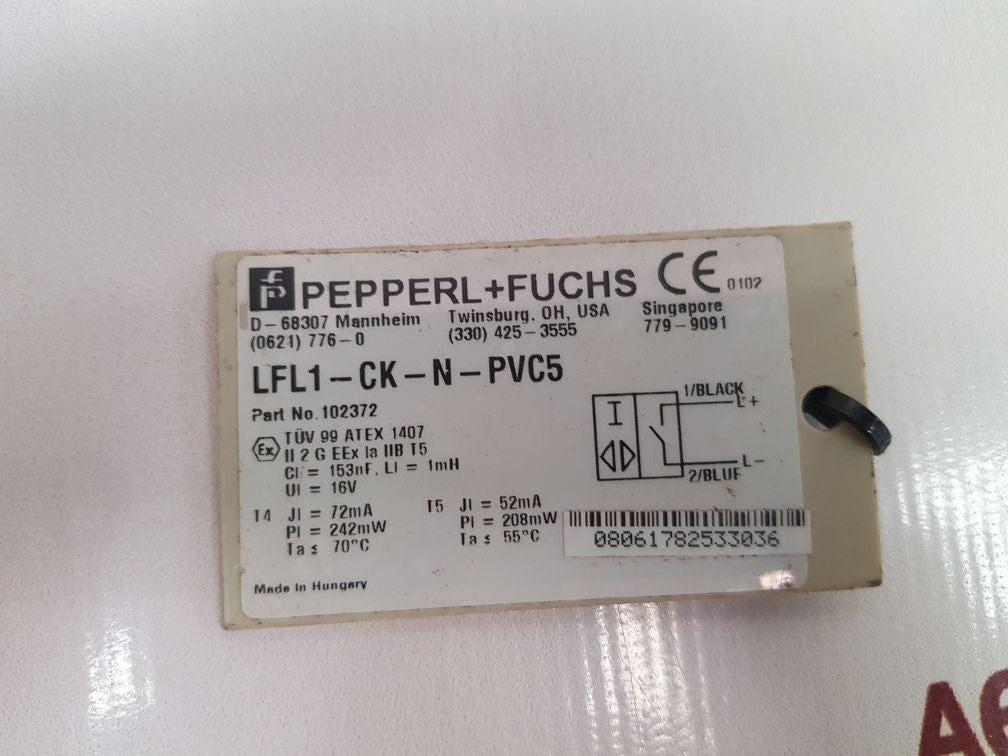 PEPPERL+FUCHS CE 0102
D-68307 Mannheim Twinsburg. OH, USA Singapore
(0621) 776-0 (330) 425-3555 779-9091
LFL1-CK-N-PVC5
Part No. 102372
1/BLACK
L+
I
Ex TÜV 99 ATEX 1407
II 2 G EEx ia IIB T5
CI = 153nF, LI = 1mH
UI = 16V
L-
2/BLUE
T4 JI = 72mA T5 JI = 52mA
PI = 242mW PI = 208mW
Ta ≤ 70°C Ta ≤ 55°C
08061782533036
Made in Hungary